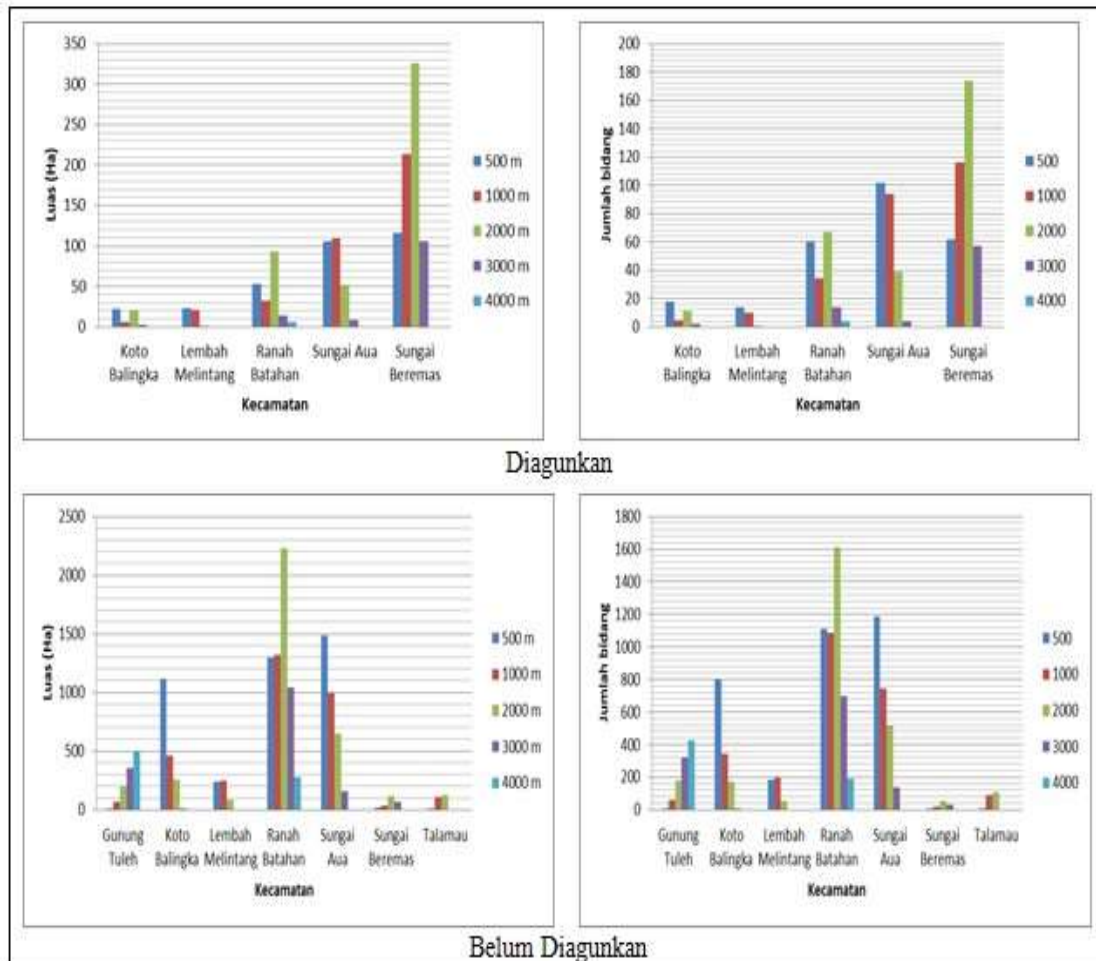 350
300
250
200
150
100
50
0
Luas (Ha)
Koto Balingka
Lembah Melintang
Ranah Batahan
Sungai Aua
Sungai Beremas
Kecamatan
500 m
1000 m
2000 m
3000 m
4000 m
200
180
160
140
120
100
80
60
40
20
0
Jumlah bidang
Koto Balingka
Lembah Melintang
Ranah Batahan
Sungai Aua
Sungai Beremas
Kecamatan
500
1000
2000
3000
4000
Diagunkan
2500
2000
1500
1000
500
0
Luas (Ha)
Gunung Tuleh
Koto Balingka
Lembah Melintang
Ranah Batahan
Sungai Aua
Sungai Beremas
Talamau
Kecamatan
500 m
1000 m
2000 m
3000 m
4000 m
1800
1600
1400
1200
1000
800
600
400
200
0
Jumlah bidang
Gunung Tuleh
Koto Balingka
Lembah Melintang
Ranah Batahan
Sungai Aua
Sungai Beremas
Talamau
Kecamatan
500
1000
2000
3000
4000
Belum Diagunkan